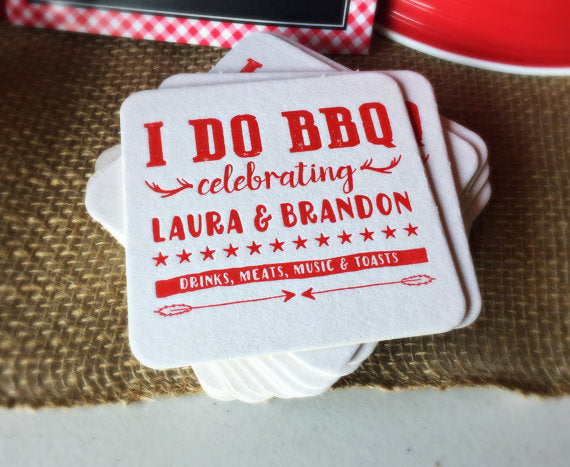 I DO BBQ
celebrating
LAURA & BRANDON
DRINKS, MEATS, MUSIC & TOASTS